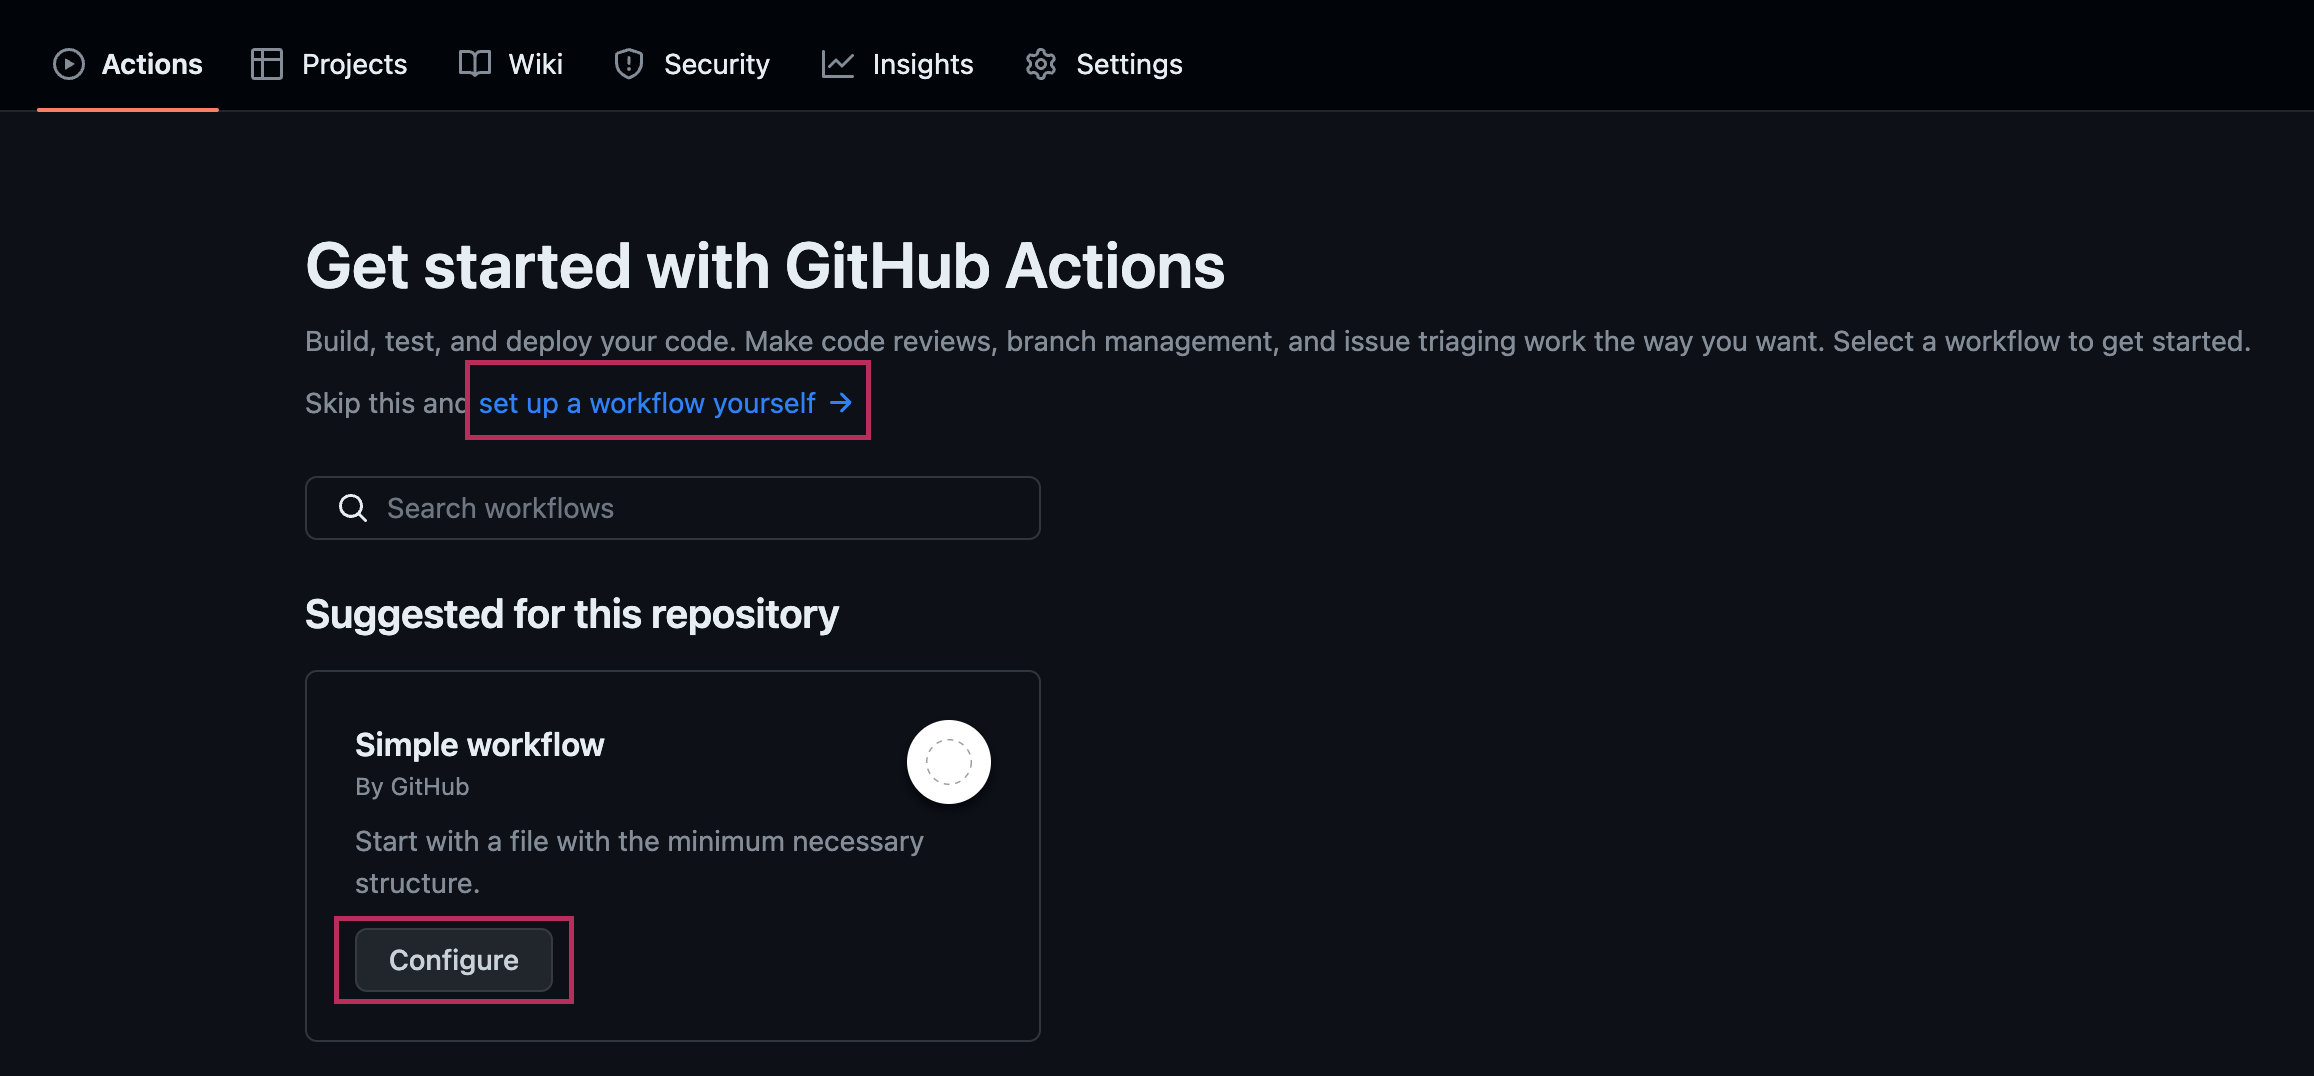 Actions Projects Wiki Security Insights Settings
Get started with GitHub Actions
Build, test, and deploy your code. Make code reviews, branch management, and issue triaging work the way you want. Select a workflow to get started.
Skip this and set up a workflow yourself →
Search workflows
Suggested for this repository
Simple workflow
By GitHub
Start with a file with the minimum necessary
structure.
Configure